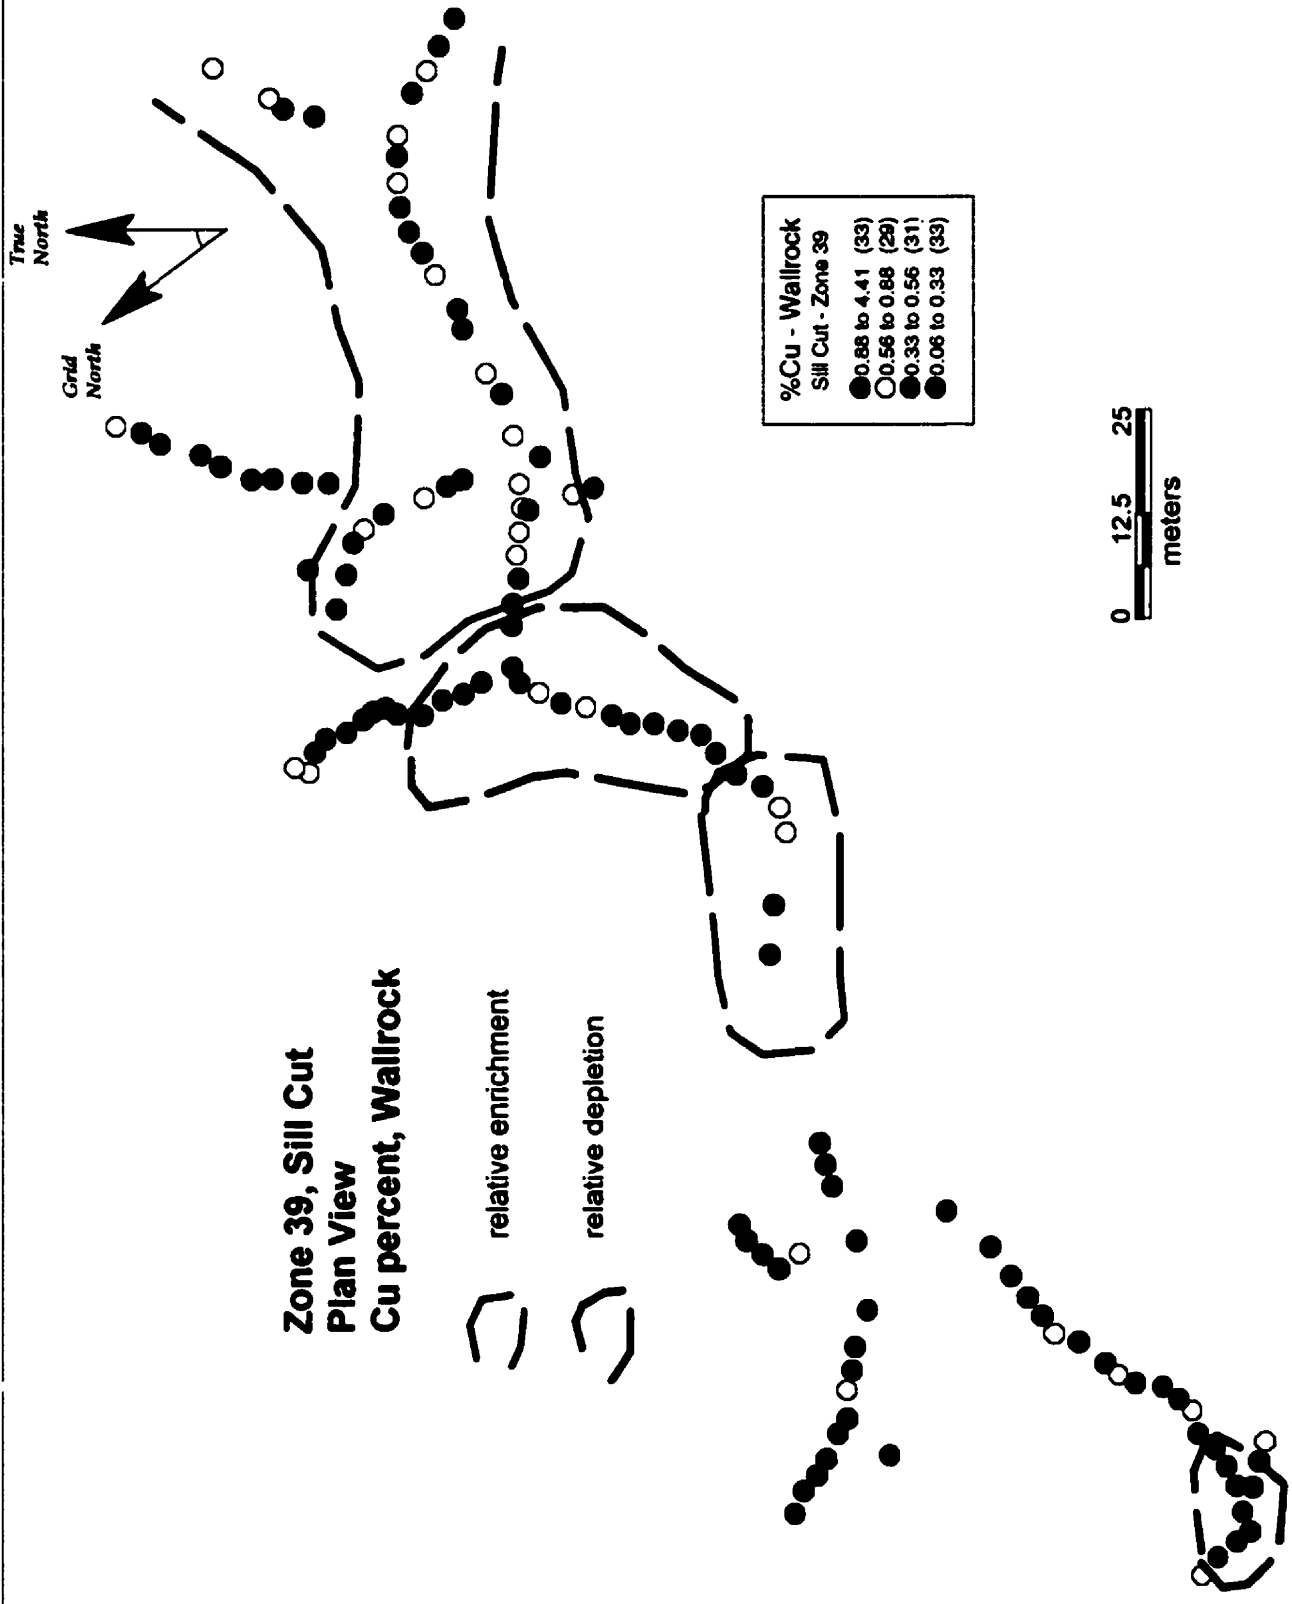 True
North
Grid
North
Zone 39, Sill Cut
Plan View
Cu percent, Wallrock
relative enrichment
relative depletion
%Cu - Wallrock
Sill Cut - Zone 39
0.88 to 4.41 (33)
0.56 to 0.88 (29)
0.33 to 0.56 (31)
0.06 to 0.33 (33)
0 12.5 25
meters